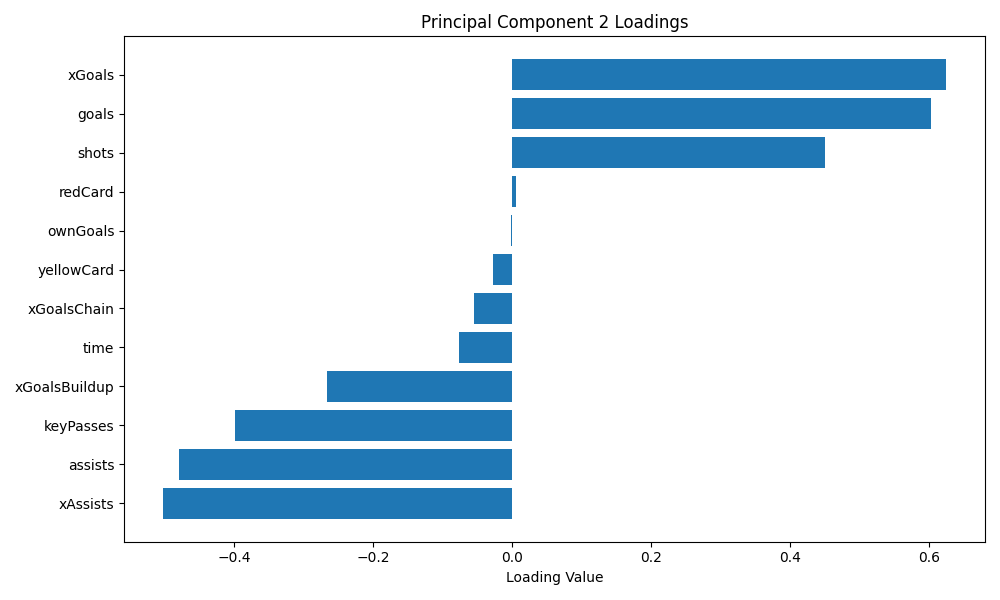 Principal Component 2 Loadings
xGoals
goals
shots
redCard
ownGoals
yellowCard
xGoalsChain
time
xGoalsBuildup
keyPasses
assists
xAssists
−0.4 −0.2 0.0 0.2 0.4 0.6
Loading Value